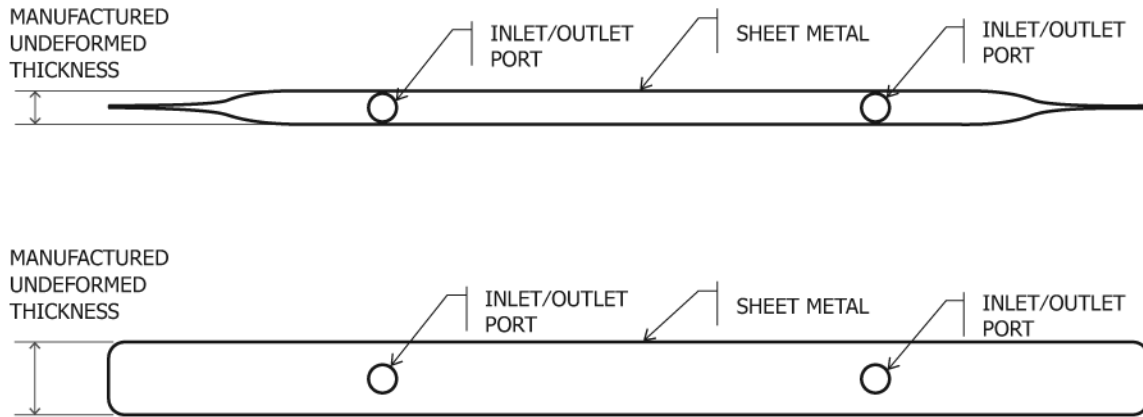 MANUFACTURED
UNDEFORMED
THICKNESS
INLET/OUTLET
PORT
SHEET METAL
INLET/OUTLET
PORT
MANUFACTURED
UNDEFORMED
THICKNESS
INLET/OUTLET
PORT
SHEET METAL
INLET/OUTLET
PORT